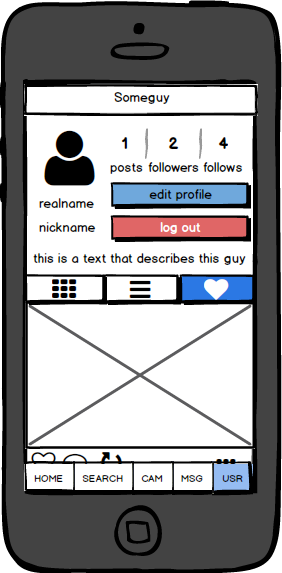 Someguy
1 2 4
posts followers follows
edit profile
realname
nickname
log out
this is a text that describes this guy
HOME SEARCH CAM MSG USR